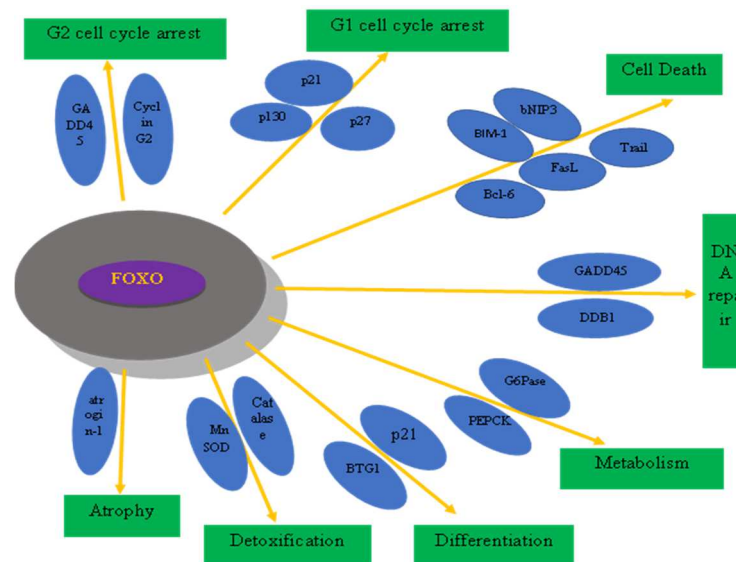 G2 cell cycle arrest
G1 cell cycle arrest
Cell Death
GA
DD4
5
Cycl
in
G2
p21
p130
p27
bNIP3
BIM-1
Trail
FasL
Bcl-6
FOXO
GADD45
DDB1
DN
A
repa
ir
atr
ogi
n-1
Mn
SOD
Cat
alas
e
BTG1
p21
G6Pase
PEPCK
Metabolism
Atrophy
Detoxification
Differentiation